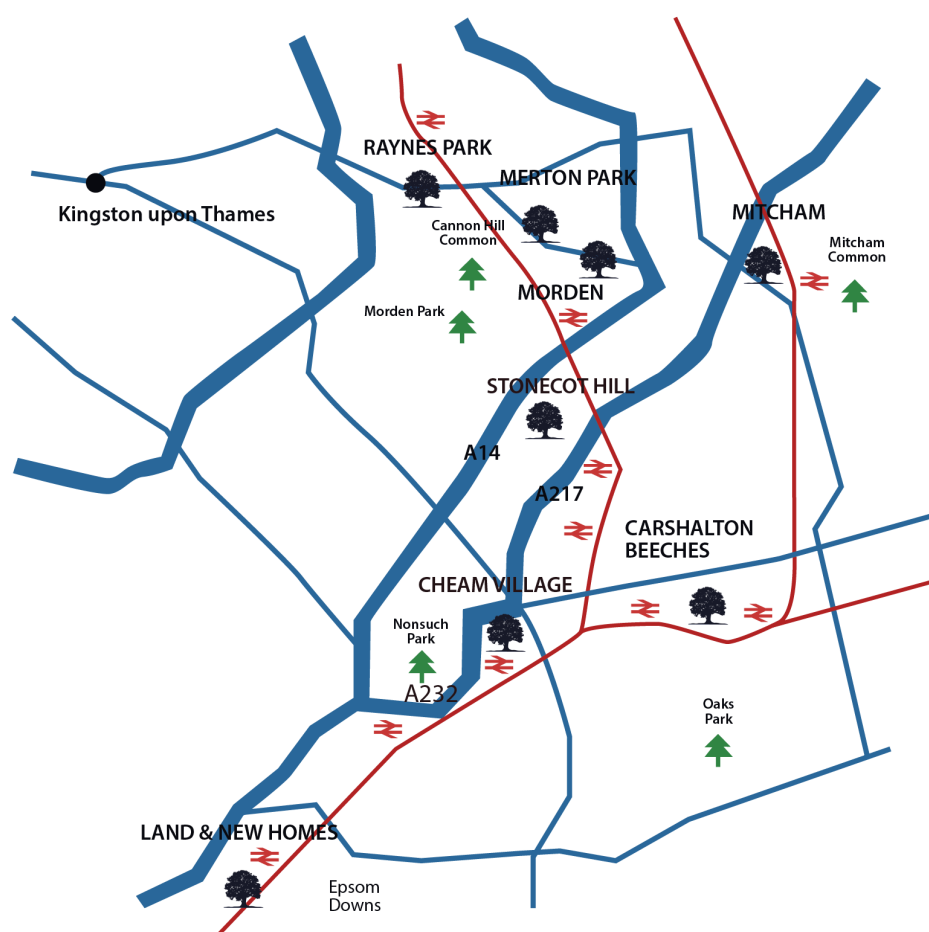 RAYNES PARK
MERTON PARK
Kingston upon Thames
MITCHAM
Cannon Hill
Common
Mitcham
Common
MORDEN
Morden Park
STONECOT HILL
A14
A217
CARSHALTON
BEECHES
CHEAM VILLAGE
Nonsuch
Park
A232
Oaks
Park
LAND & NEW HOMES
Epsom
Downs